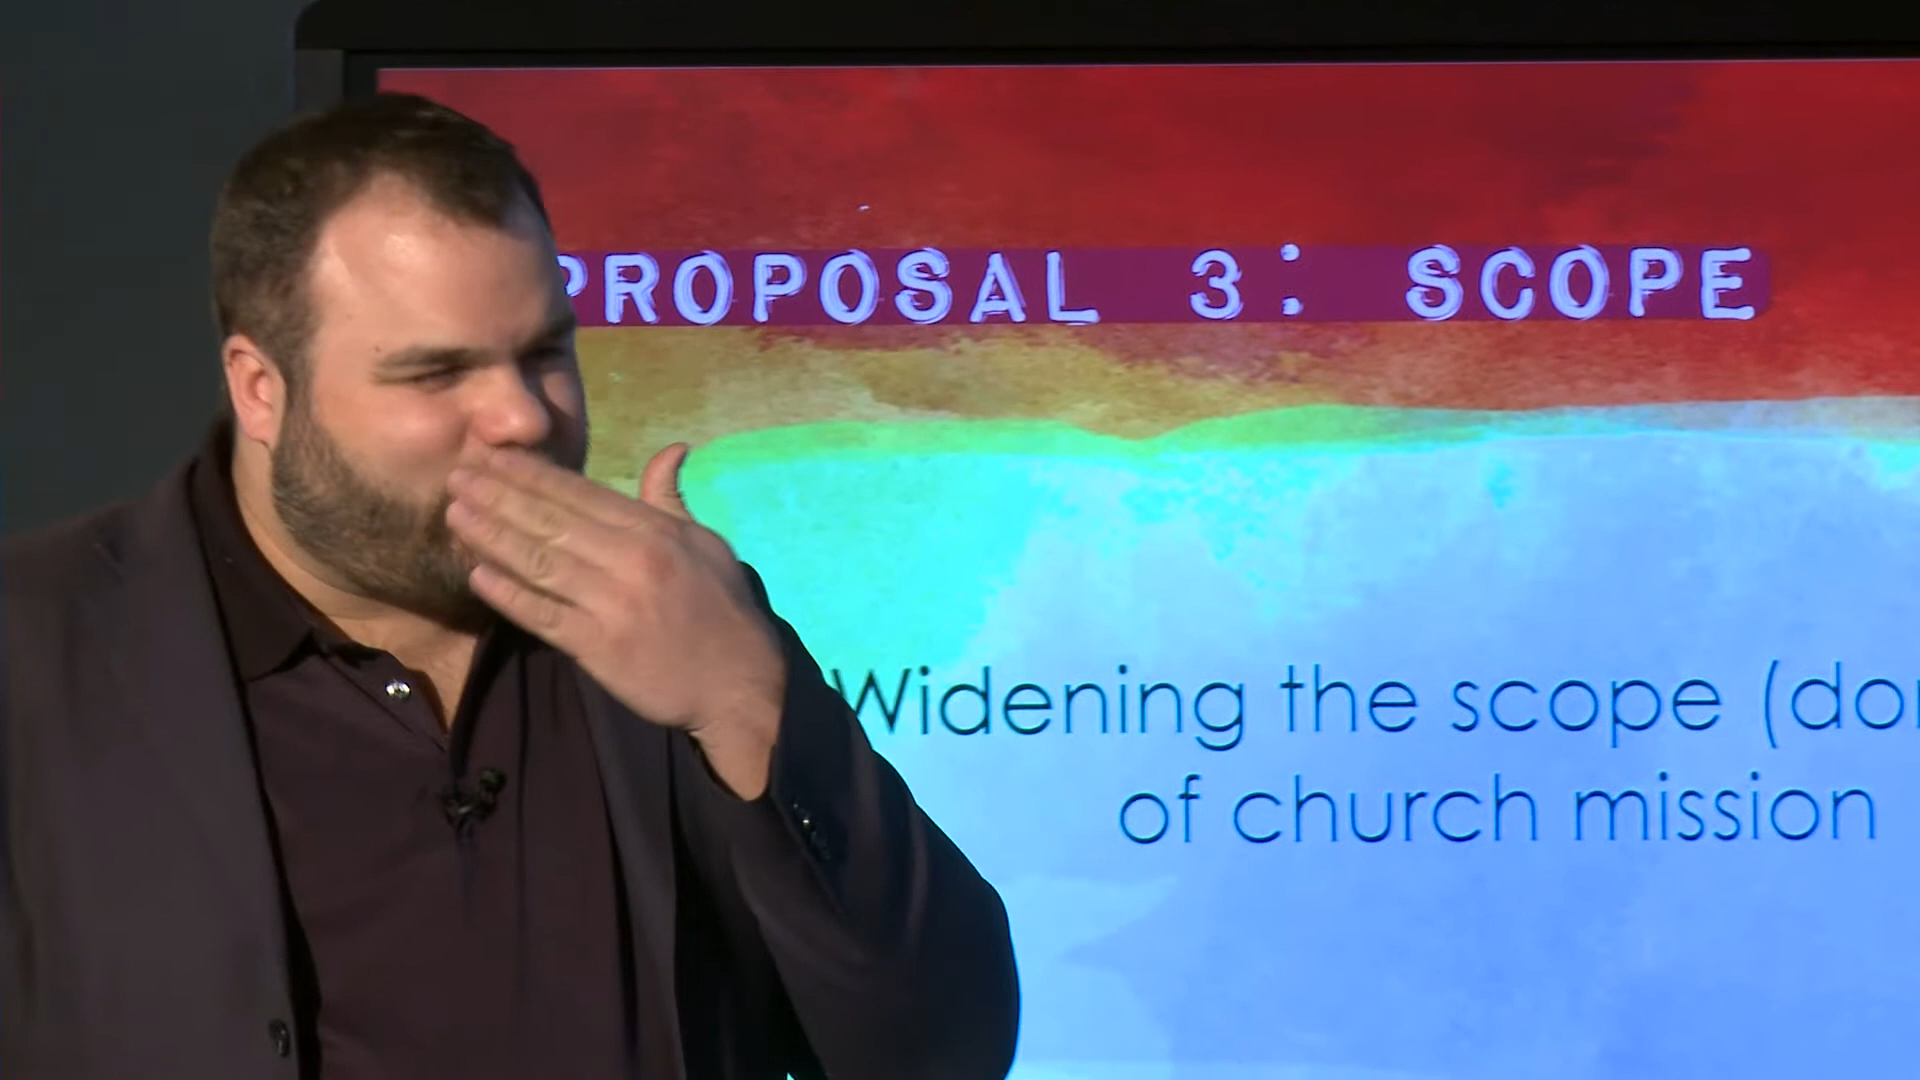 PROPOSAL 3: SCOPE
Widening the scope
of church mission